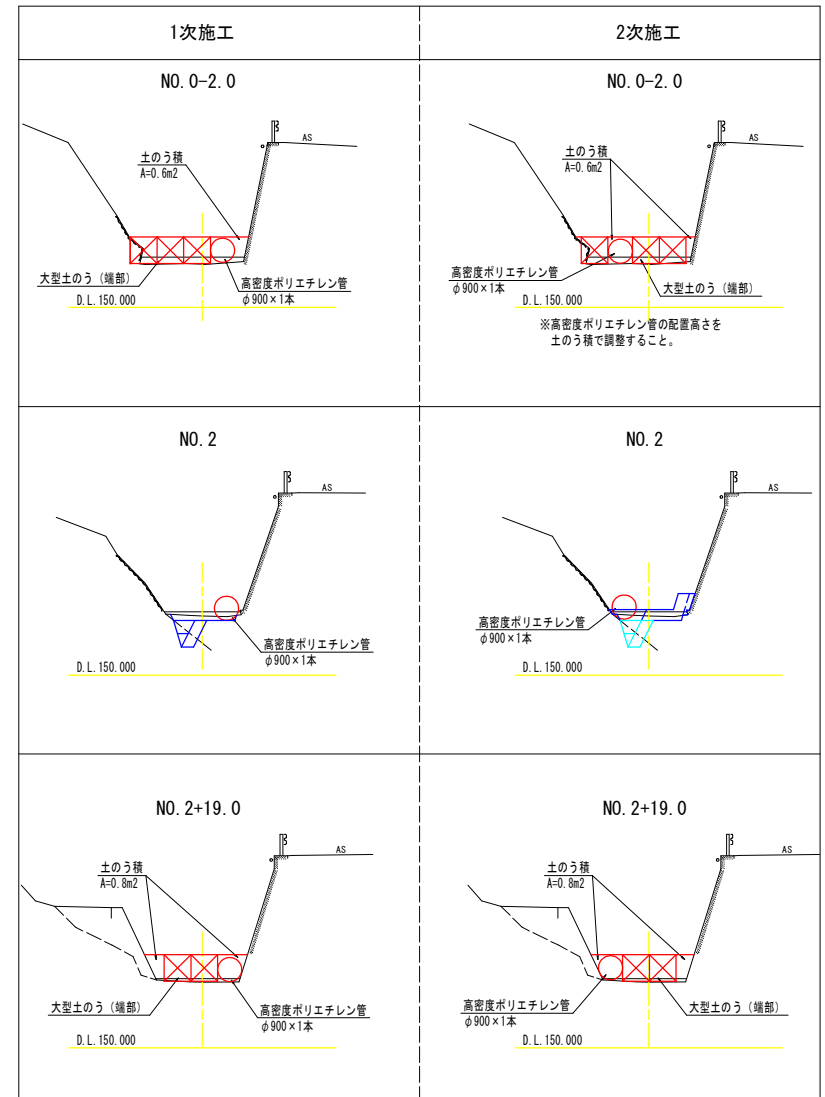 1次施工
2次施工
NO.0-2.0
AS
土のう積
A=0.6m2
大型土のう（端部）
高密度ポリエチレン管
φ900×1本
D.L.150.000
NO.0-2.0
AS
土のう積
A=0.6m2
高密度ポリエチレン管
φ900×1本
大型土のう（端部）
D.L.150.000
※高密度ポリエチレン管の配置高さを
土のう積で調整すること。
NO.2
AS
高密度ポリエチレン管
φ900×1本
D.L.150.000
NO.2
AS
高密度ポリエチレン管
φ900×1本
D.L.150.000
NO.2+19.0
AS
土のう積
A=0.8m2
大型土のう（端部）
高密度ポリエチレン管
φ900×1本
D.L.150.000
NO.2+19.0
AS
土のう積
A=0.8m2
高密度ポリエチレン管
φ900×1本
大型土のう（端部）
D.L.150.000